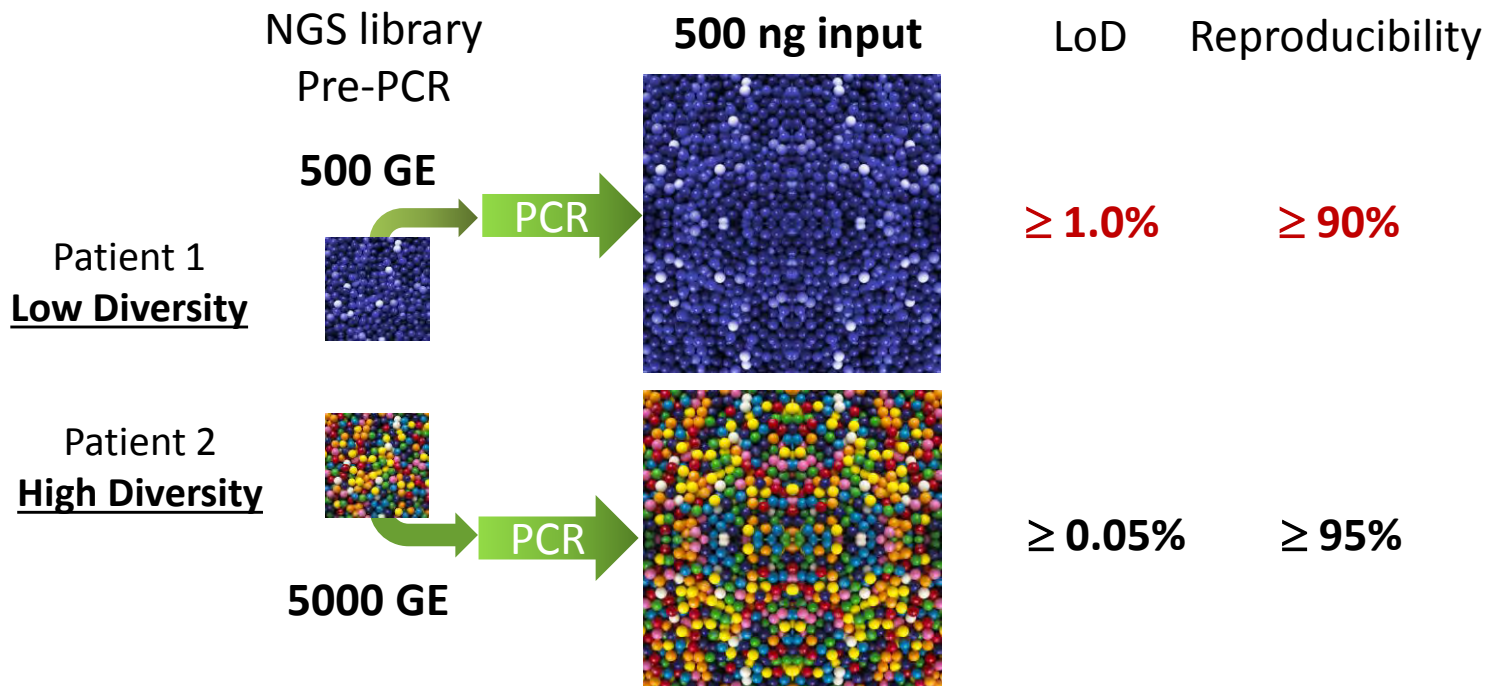 NGS library
Pre-PCR
500 ng input
LoD
Reproducibility
500 GE
PCR
Patient 1
Low Diversity
≥ 1.0%
≥ 90%
Patient 2
High Diversity
PCR
5000 GE
≥ 0.05%
≥ 95%